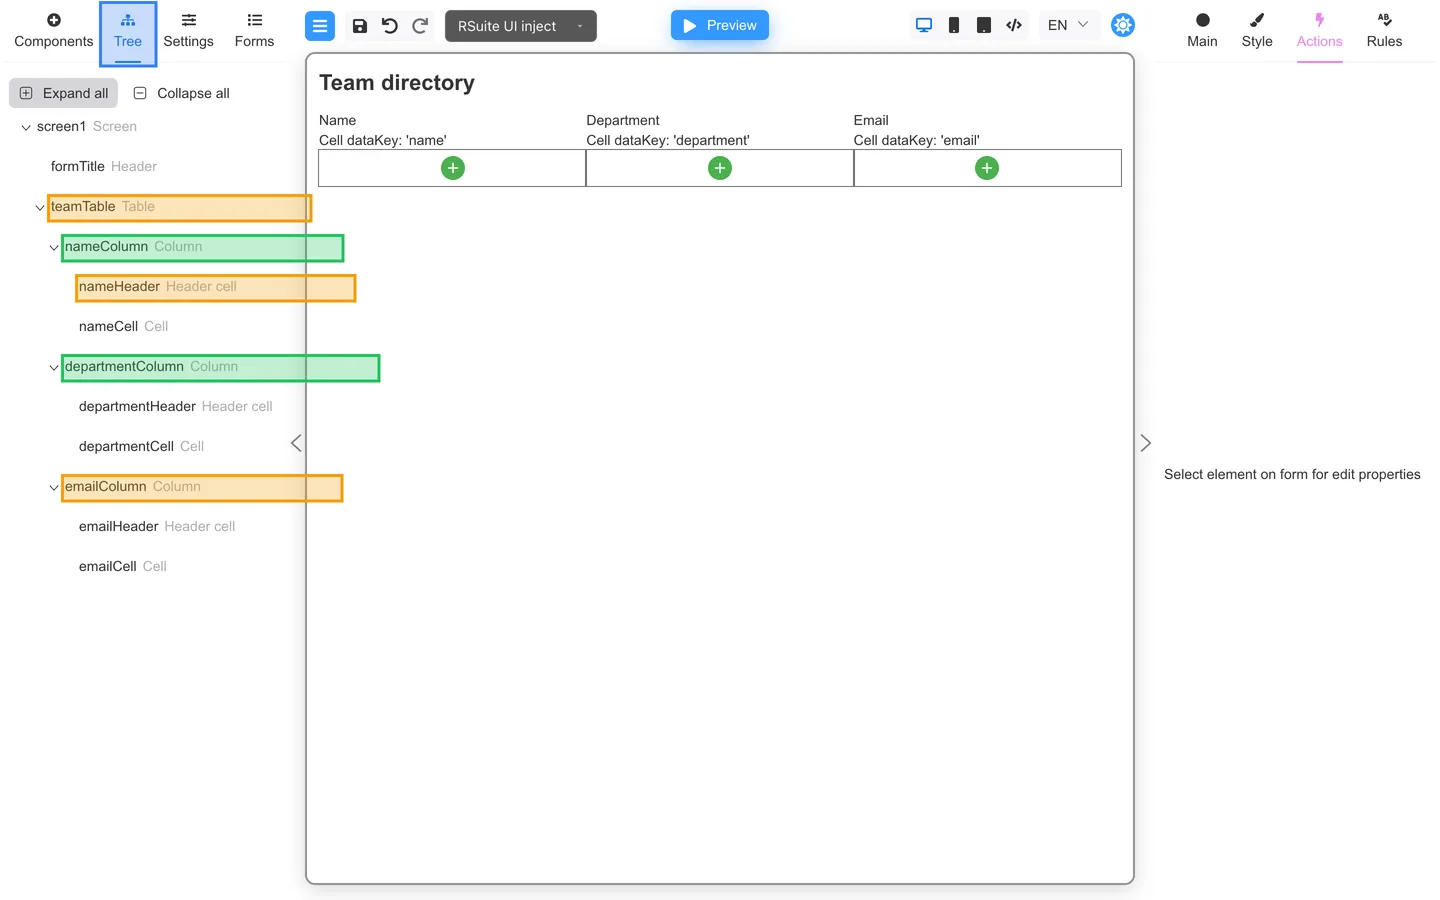 Components Tree Settings Forms RSuite UI inject Preview EN Main Style Actions AB Rules
Expand all Collapse all
screen1 Screen
formTitle Header
teamTable Table
nameColumn Column
nameHeader Header cell
nameCell Cell
departmentColumn Column
departmentHeader Header cell
departmentCell Cell
emailColumn Column
emailHeader Header cell
emailCell Cell
Team directory
Name Department Email
Cell dataKey: 'name' Cell dataKey: 'department' Cell dataKey: 'email'
Select element on form for edit properties